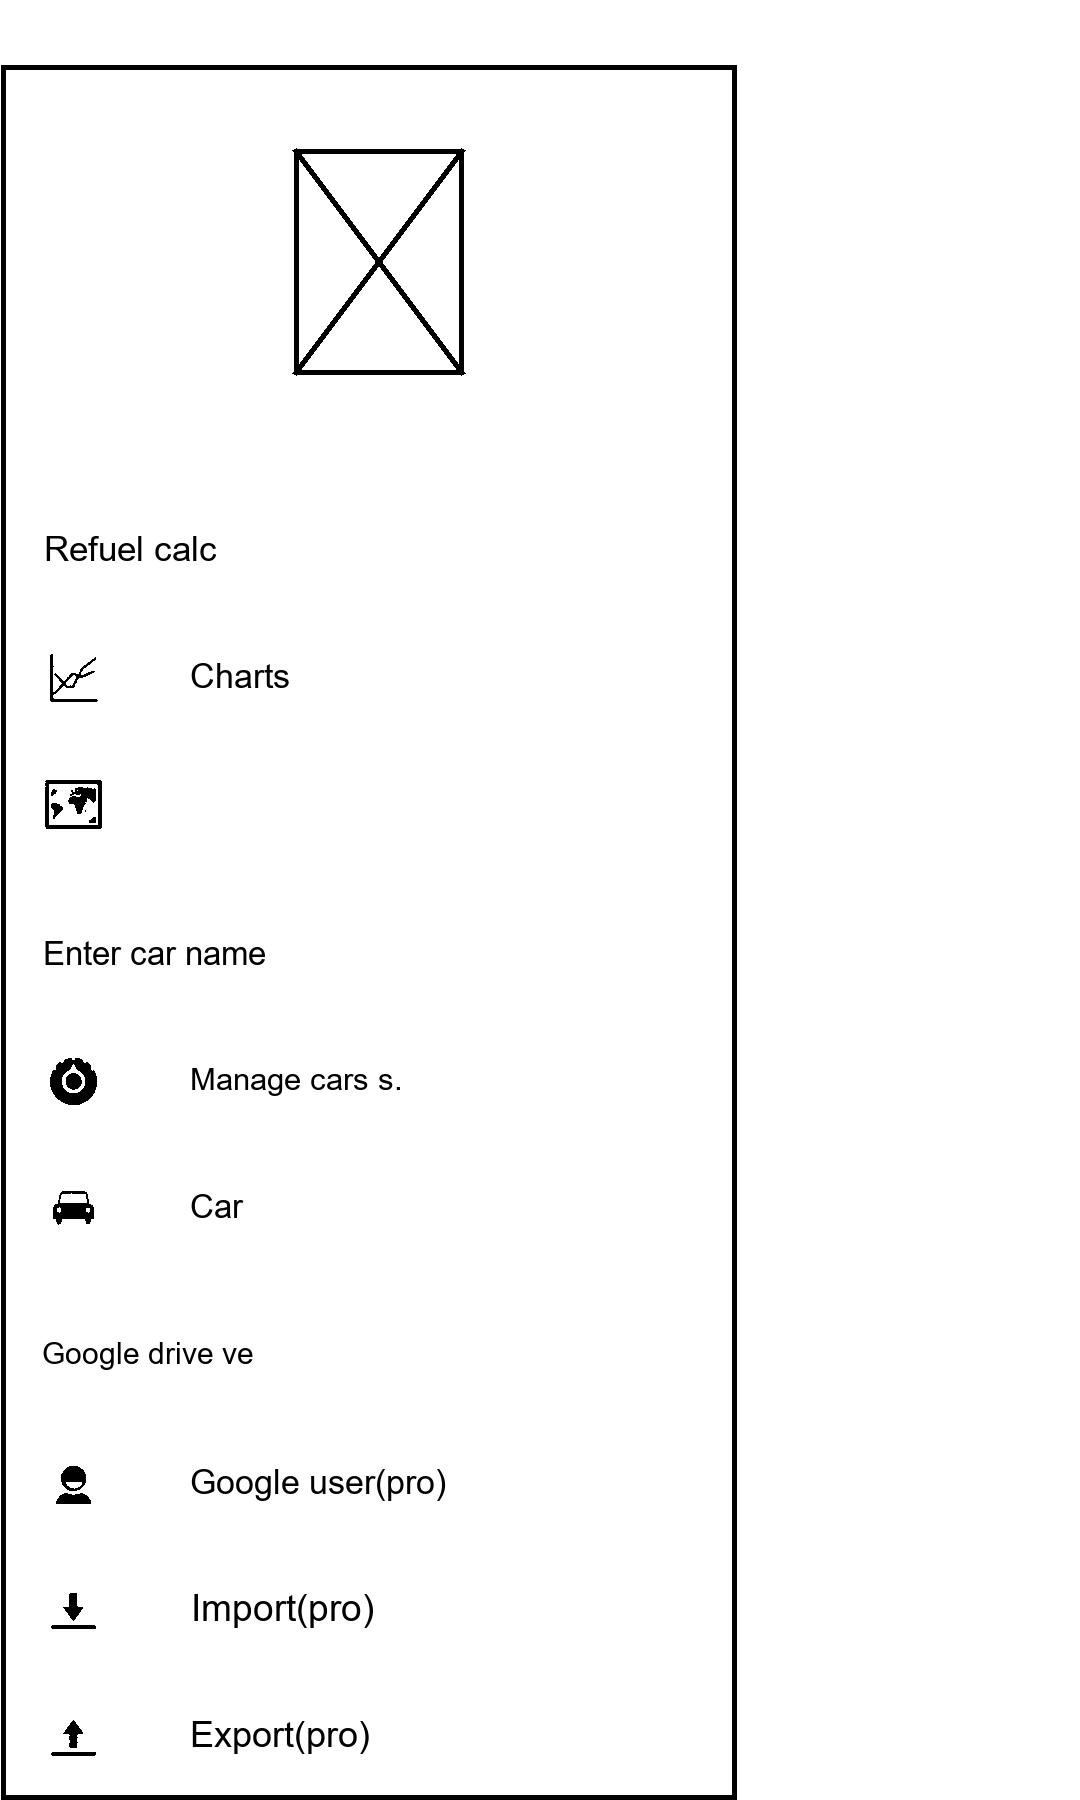 Refuel calc
Charts
Enter car name
Manage cars s.
Car
Google drive ve
Google user(pro)
Import(pro)
Export(pro)